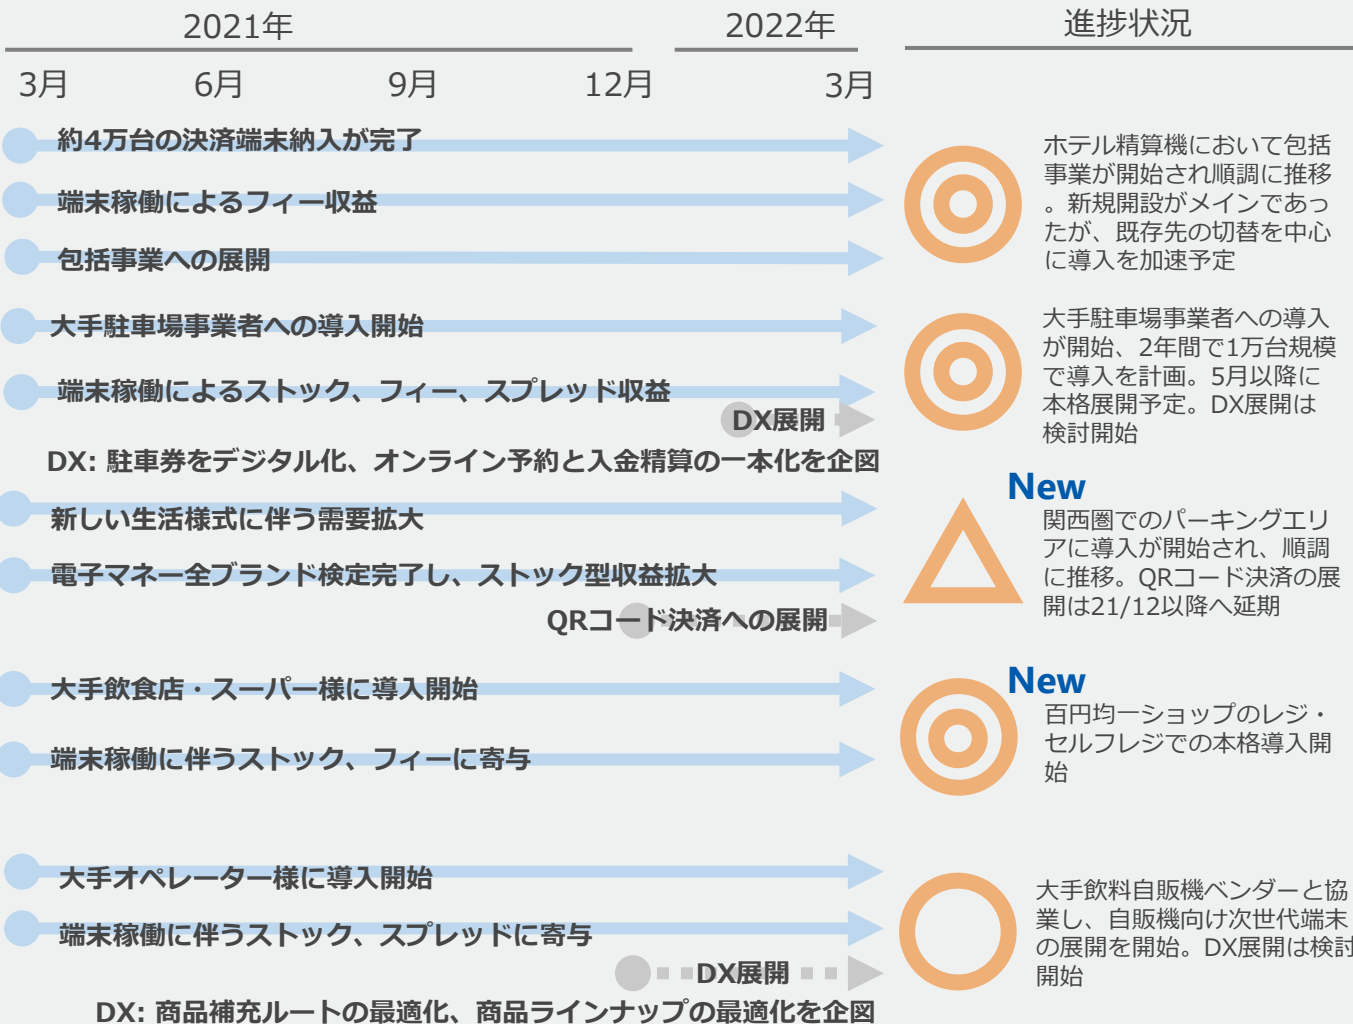 2021年
2022年
進捗状況
3月
6月
9月
12月
3月
約4万台の決済端末納入が完了
端末稼働によるフィー収益
包括事業への展開
ホテル精算機において包括
事業が開始され順調に推移
。新規開設がメインであっ
たが、既存先の切替を中心
に導入を加速予定
大手駐車場事業者への導入開始
端末稼働によるストック、フィー、スプレッド収益
DX展開
DX: 駐車券をデジタル化、オンライン予約と入金精算の一本化を企図
大手駐車場事業者への導入
が開始、2年間で1万台規模
で導入を計画。5月以降に
本格展開予定。DX展開は
検討開始
新しい生活様式に伴う需要拡大
電子マネー全ブランド検定完了し、ストック型収益拡大
QRコード決済への展開
New
関西圏でのパーキングエリ
アに導入が開始され、順調
に推移。QRコード決済の展
開は21/12以降へ延期
大手飲食店・スーパー様に導入開始
端末稼働に伴うストック、フィーに寄与
New
百円均一ショップのレジ・
セルフレジでの本格導入開
始
大手オペレーター様に導入開始
端末稼働に伴うストック、スプレッドに寄与
DX展開
DX: 商品補充ルートの最適化、商品ラインナップの最適化を企図
大手飲料自販機ベンダーと協
業し、自販機向け次世代端末
の展開を開始。DX展開は検討
開始